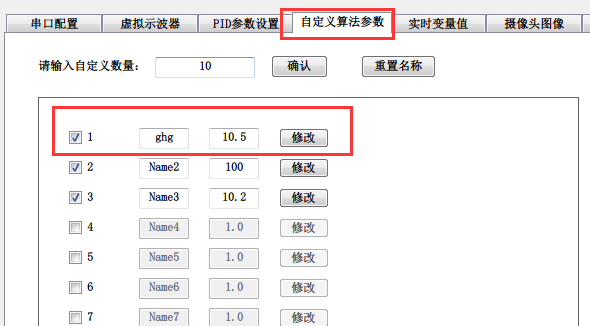 串口配置 虚拟示波器 PID参数设置 自定义算法参数 实时变量值 摄像头图像
请输入自定义数量： 10 确认 重置名称
1 ghg 10.5 修改
2 Name2 100 修改
3 Name3 10.2 修改
4 Name4 1.0 修改
5 Name5 1.0 修改
6 Name6 1.0 修改
7 Name7 1.0 修改